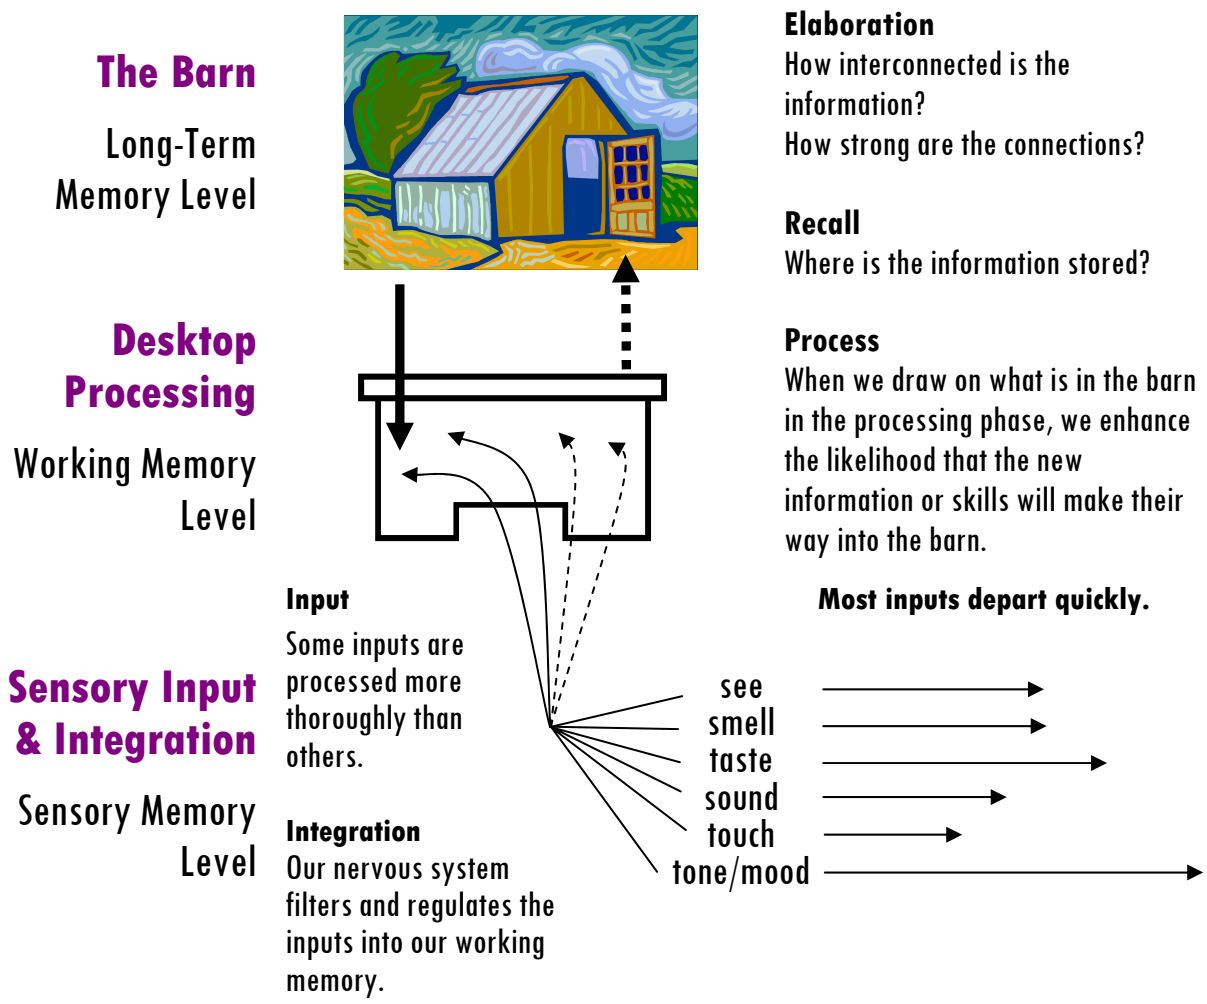 The Barn
Long-Term
Memory Level
Elaboration
How interconnected is the
information?
How strong are the connections?
Recall
Where is the information stored?
Desktop
Processing
Working Memory
Level
Process
When we draw on what is in the barn
in the processing phase, we enhance
the likelihood that the new
information or skills will make their
way into the barn.
Sensory Input
& Integration
Sensory Memory
Level
Input
Some inputs are
processed more
thoroughly than
others.
Integration
Our nervous system
filters and regulates the
inputs into our working
memory.
Most inputs depart quickly.
see
smell
taste
sound
touch
tone/mood